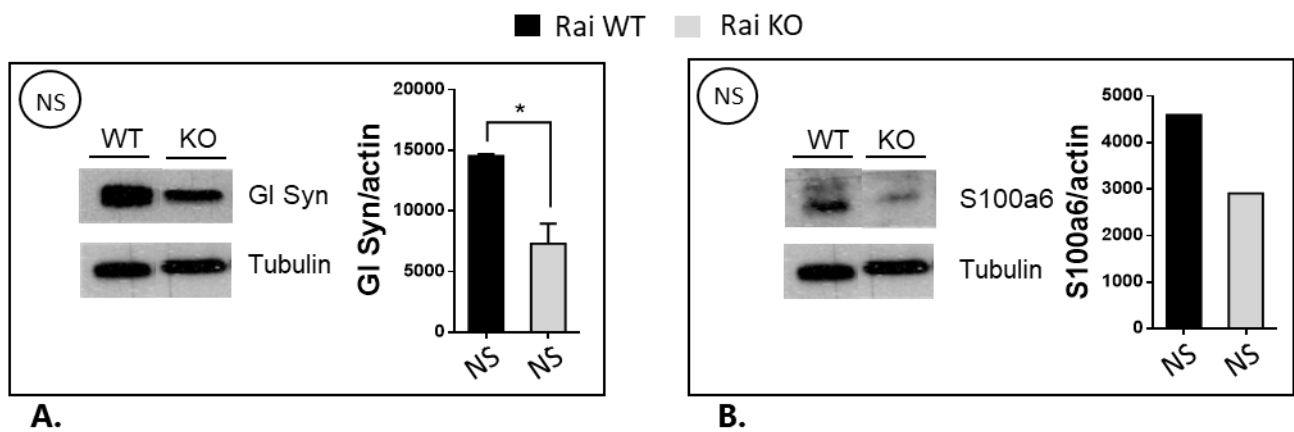 Rai WT Rai KO
NS
WT KO
Gl Syn
Tubulin
Gl Syn/actin
20000
15000
10000
5000
0
*
NS NS
A.
NS
WT KO
S100a6
Tubulin
S100a6/actin
5000
4000
3000
2000
1000
0
NS NS
B.